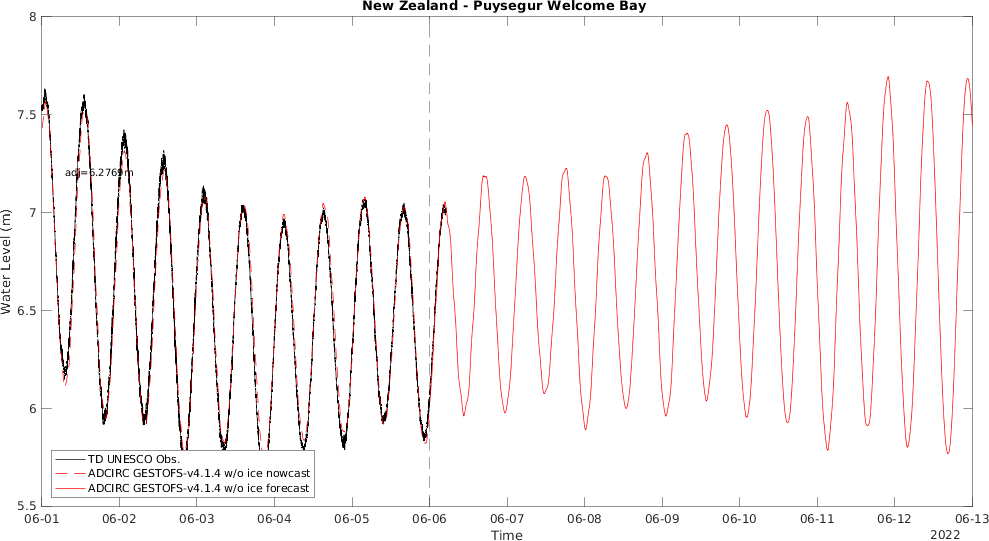 New Zealand - Puysegur Welcome Bay
8
7.5
7
6.5
6
5.5
Water Level (m)
adj=6.2769m
TD UNESCO Obs.
ADCIRC GESTOFS-v4.1.4 w/o ice nowcast
ADCIRC GESTOFS-v4.1.4 w/o ice forecast
06-01 06-02 06-03 06-04 06-05 06-06 06-07 06-08 06-09 06-10 06-11 06-12 06-13
Time
2022